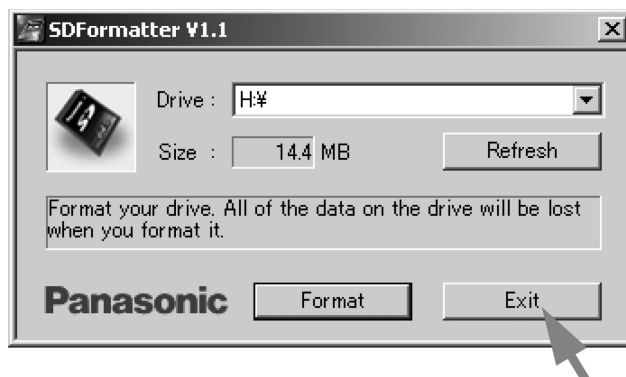 SDFormatter V1.1
Drive : H:¥
Size : 14.4 MB Refresh
Format your drive. All of the data on the drive will be lost
when you format it.
Panasonic Format Exit